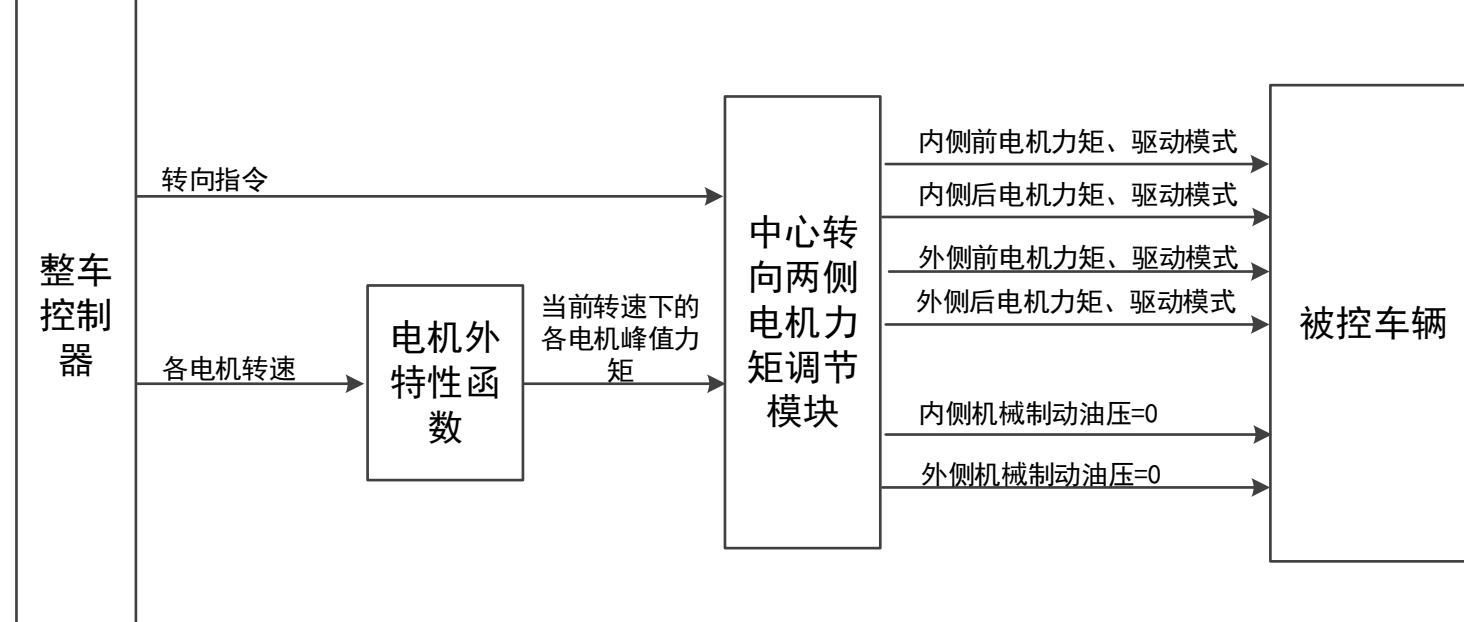 整车
控制
器
转向指令
各电机转速
电机外
特性函
数
当前转速下的
各电机峰值力
矩
中心转
向两侧
电机力
矩调节
模块
内侧前电机力矩、驱动模式
内侧后电机力矩、驱动模式
外侧前电机力矩、驱动模式
外侧后电机力矩、驱动模式
内侧机械制动油压=0
外侧机械制动油压=0
被控车辆